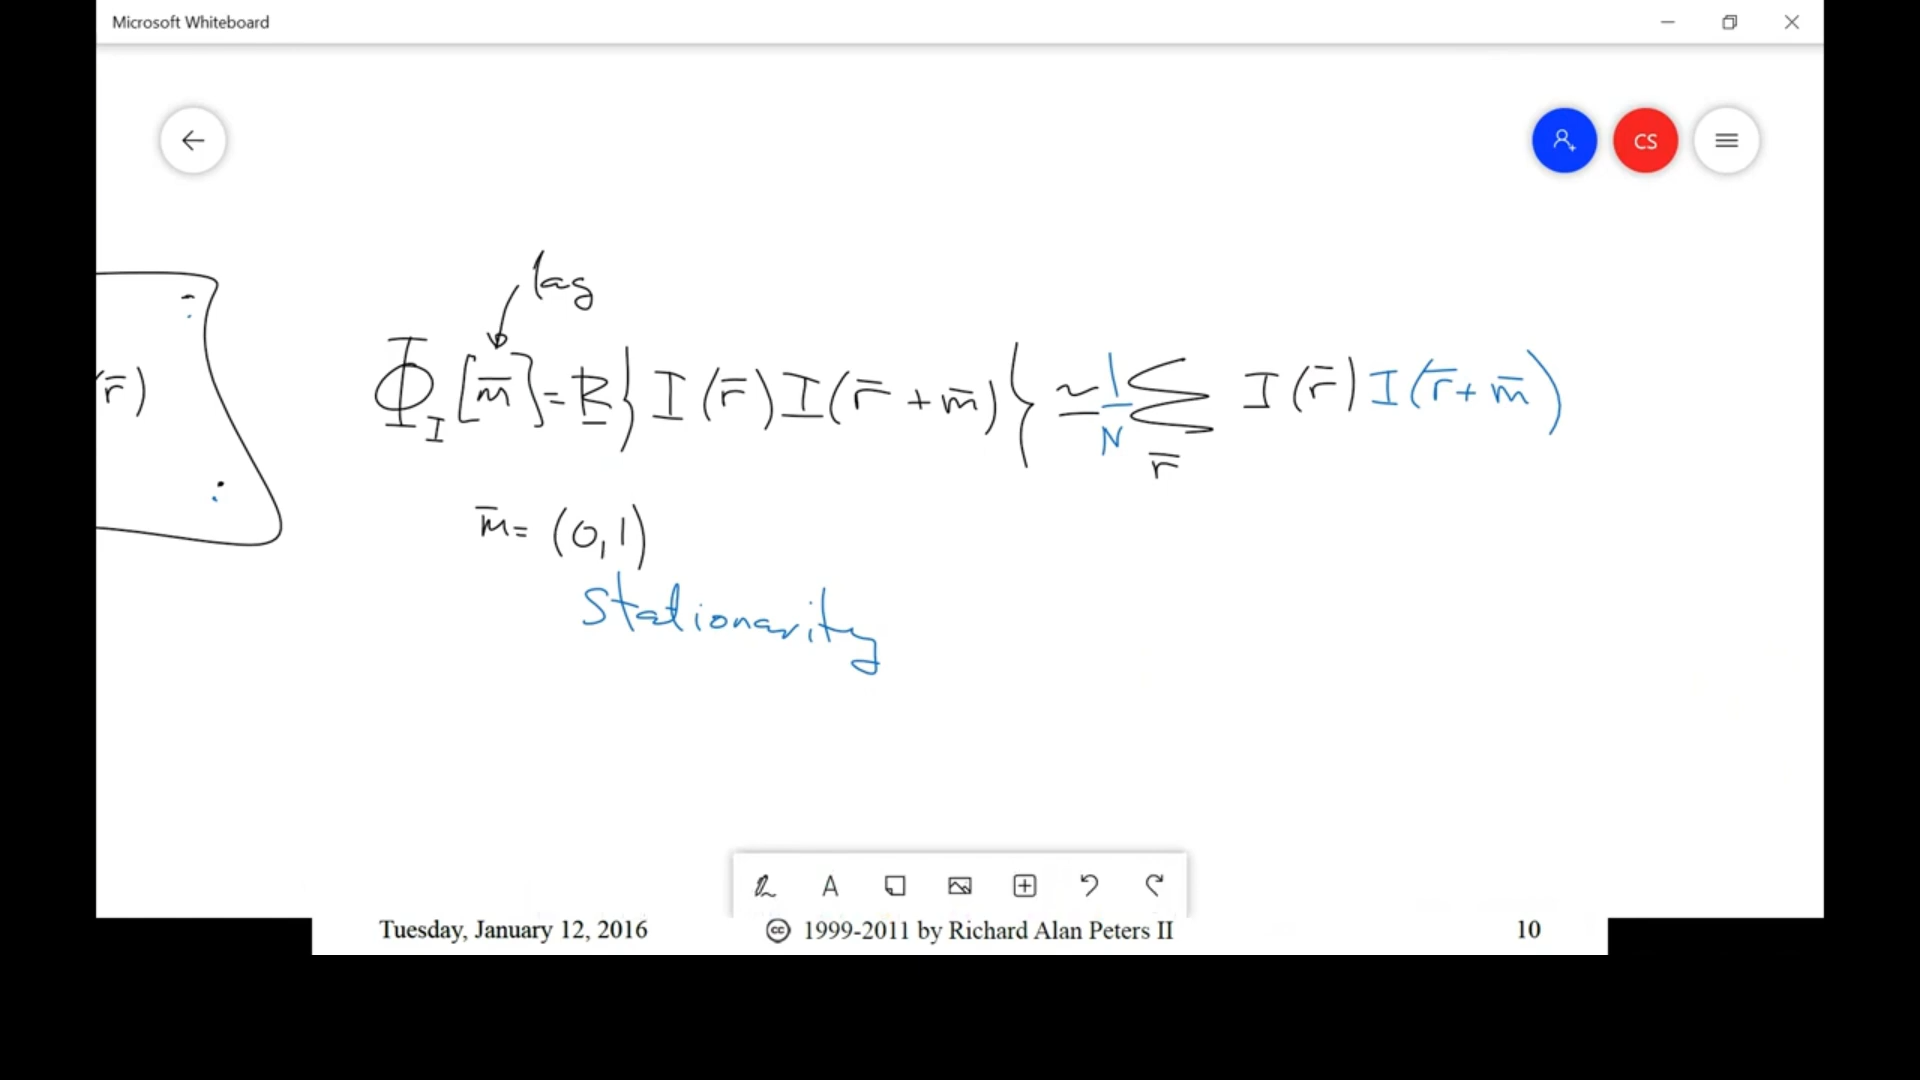 Microsoft Whiteboard
CS
lag
r̄)
Φ_I [m̄] = E{ I(r̄) I(r̄ + m̄) } ≃ 1/N Σ_r̄ I(r̄) I(r̄ + m̄)
m̄ = (0,1)
Stationarity
A
Tuesday, January 12, 2016 cc 1999-2011 by Richard Alan Peters II 10